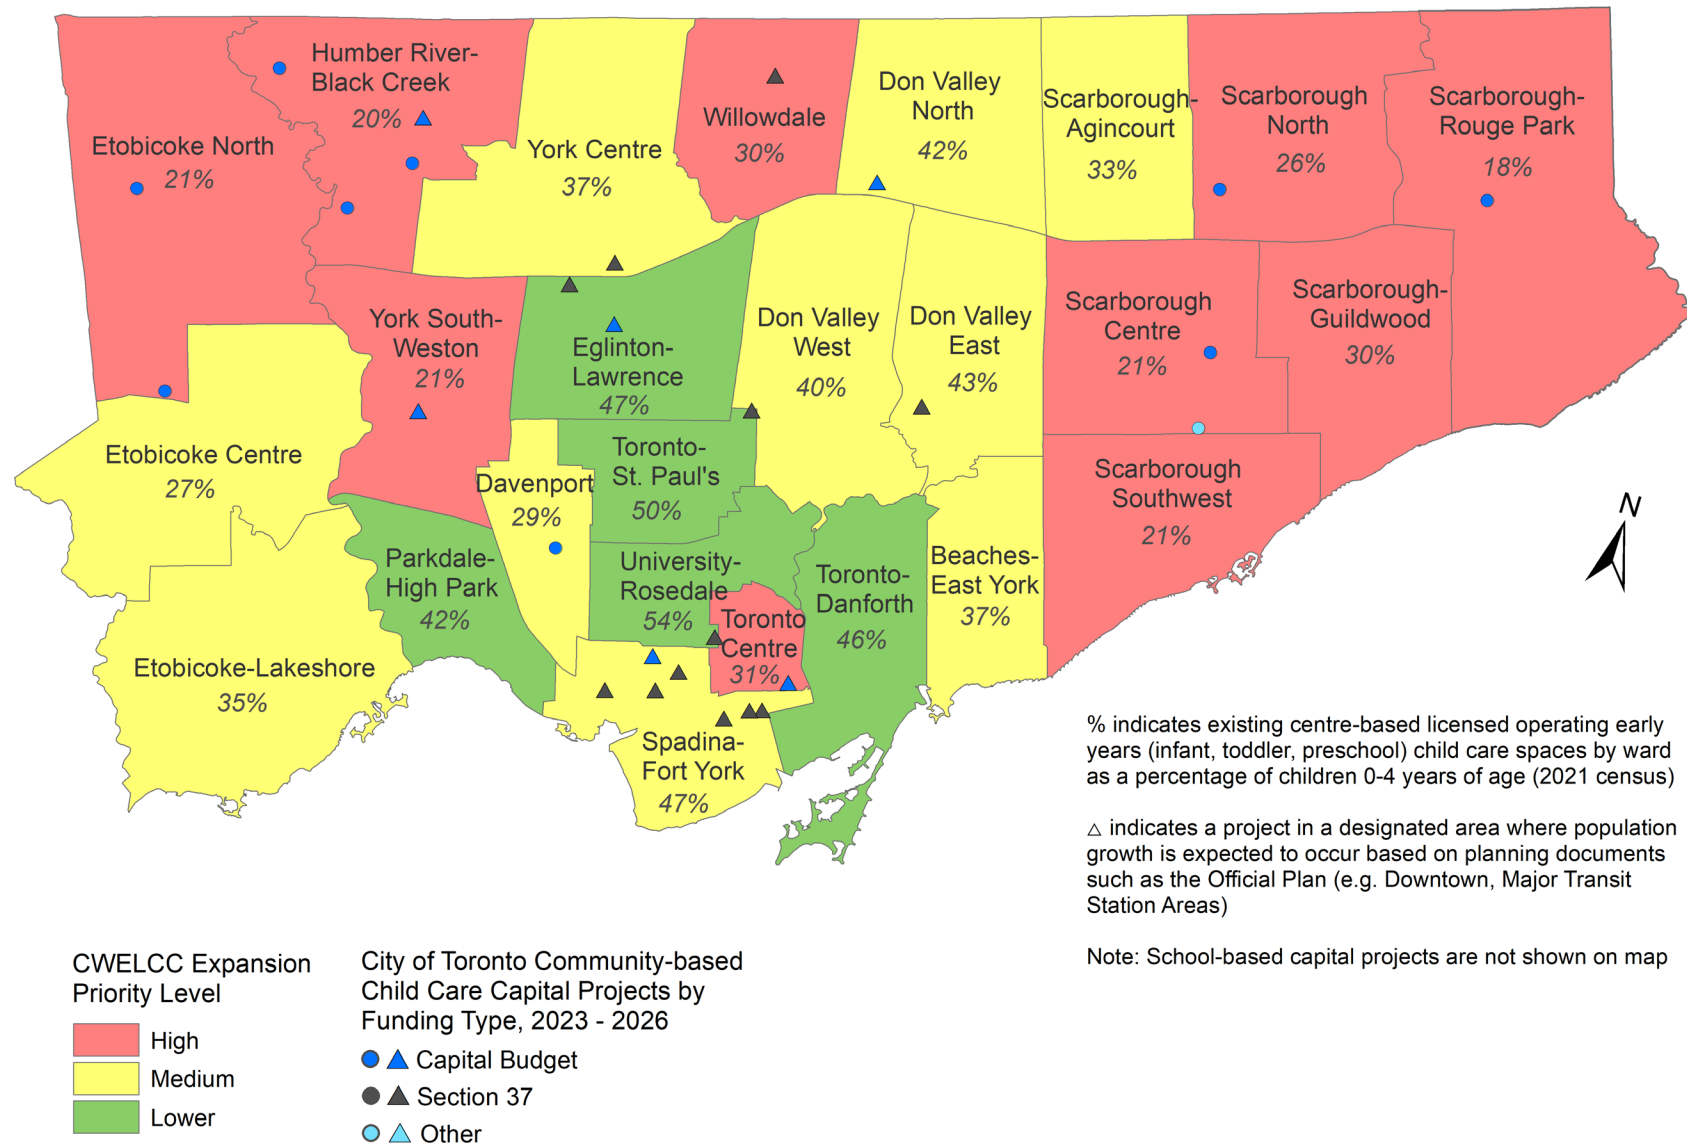 Humber River-
Black Creek
20%
Etobicoke North
21%
York Centre
37%
Willowdale
30%
Don Valley
North
42%
Scarborough-
Agincourt
33%
Scarborough
North
26%
Scarborough-
Rouge Park
18%
York South-
Weston
21%
Eglinton-
Lawrence
47%
Don Valley
West
40%
Don Valley
East
43%
Scarborough
Centre
21%
Scarborough-
Guildwood
30%
Etobicoke Centre
27%
Davenport
29%
Toronto-
St. Paul's
50%
Scarborough
Southwest
21%
N
Parkdale-
High Park
42%
University-
Rosedale
54%
Toronto
Centre
31%
Toronto-
Danforth
46%
Beaches-
East York
37%
Etobicoke-Lakeshore
35%
Spadina-
Fort York
47%
% indicates existing centre-based licensed operating early
years (infant, toddler, preschool) child care spaces by ward
as a percentage of children 0-4 years of age (2021 census)
△ indicates a project in a designated area where population
growth is expected to occur based on planning documents
such as the Official Plan (e.g. Downtown, Major Transit
Station Areas)
Note: School-based capital projects are not shown on map
CWELCC Expansion
Priority Level
High
Medium
Lower
City of Toronto Community-based
Child Care Capital Projects by
Funding Type, 2023 - 2026
Capital Budget
Section 37
Other